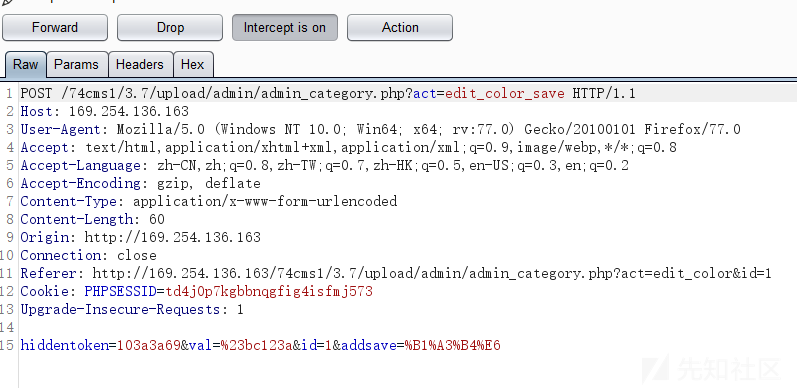 Forward Drop Intercept is on Action
Raw Params Headers Hex
1 POST /74cms1/3.7/upload/admin/admin_category.php?act=edit_color_save HTTP/1.1
2 Host: 169.254.136.163
3 User-Agent: Mozilla/5.0 (Windows NT 10.0; Win64; x64; rv:77.0) Gecko/20100101 Firefox/77.0
4 Accept: text/html,application/xhtml+xml,application/xml;q=0.9,image/webp,*/*;q=0.8
5 Accept-Language: zh-CN,zh;q=0.8,zh-TW;q=0.7,zh-HK;q=0.5,en-US;q=0.3,en;q=0.2
6 Accept-Encoding: gzip, deflate
7 Content-Type: application/x-www-form-urlencoded
8 Content-Length: 60
9 Origin: http://169.254.136.163
10 Connection: close
11 Referer: http://169.254.136.163/74cms1/3.7/upload/admin/admin_category.php?act=edit_color&id=1
12 Cookie: PHPSESSID=td4j0p7kgbbnqgfig4isfmj573
13 Upgrade-Insecure-Requests: 1
14
15 hiddentoken=103a3a69&val=%23bc123a&id=1&addsave=%B1%A3%B4%E6
先知社区